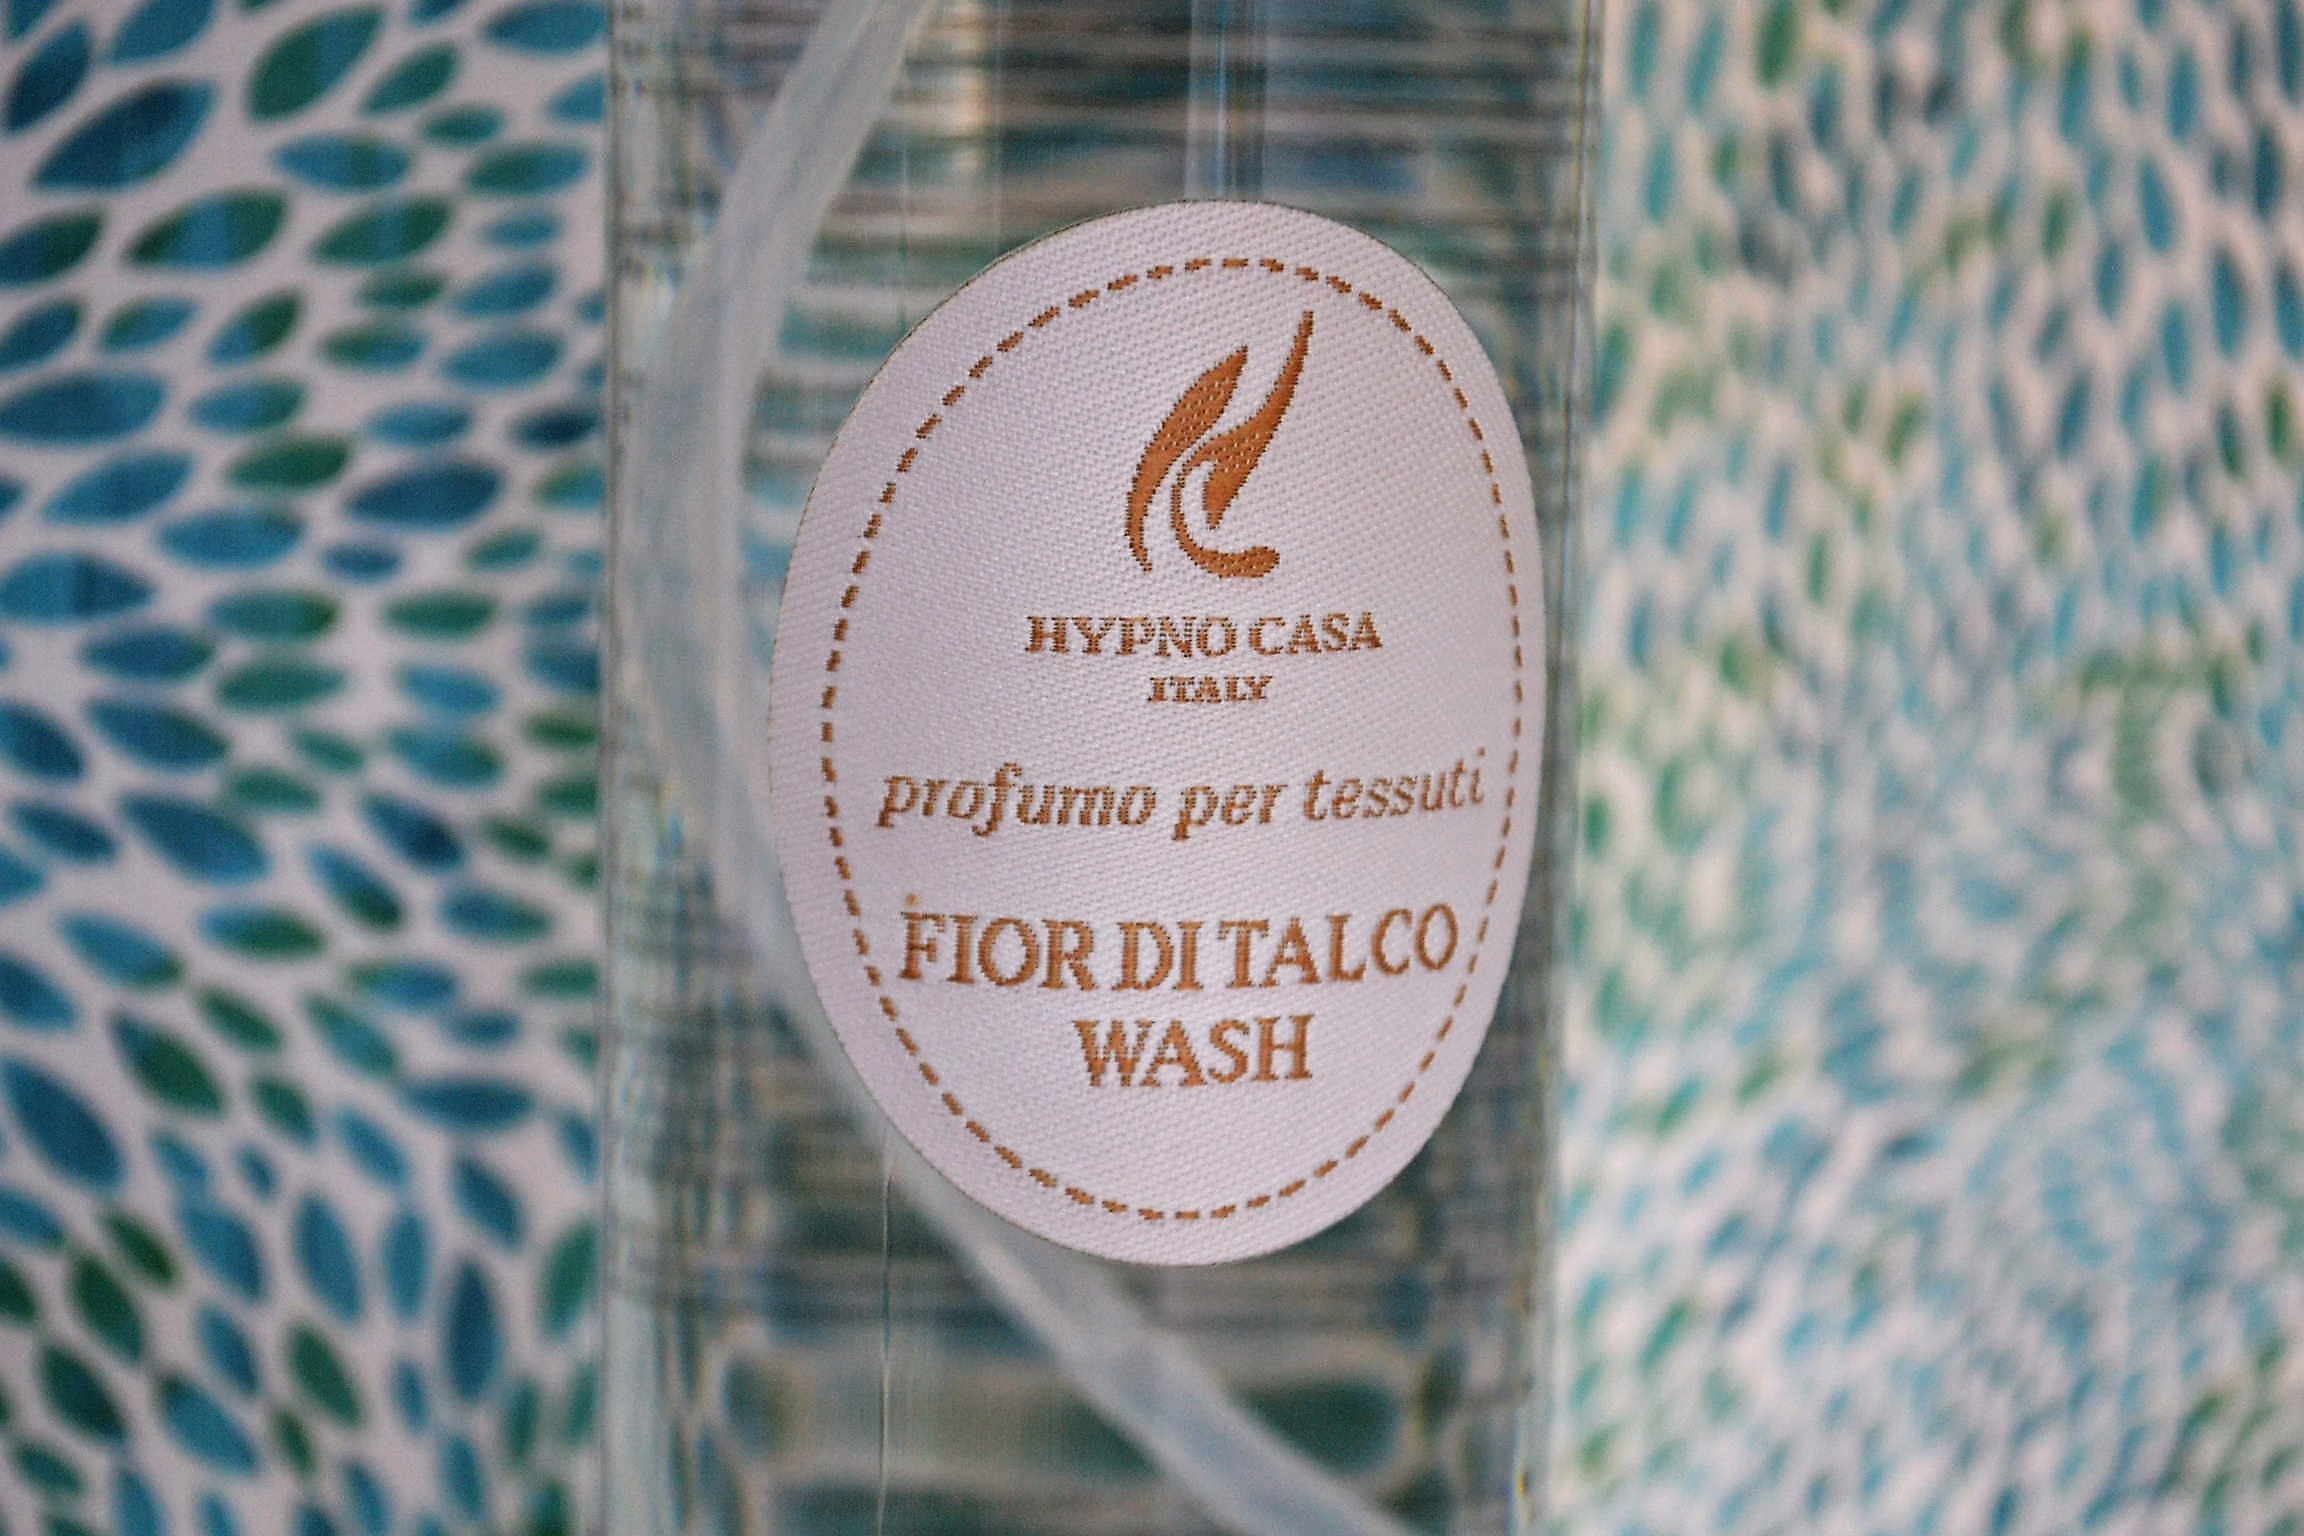 HYPNO CASA
ITALY
profumo per tessuti
FIOR DI TALCO
WASH